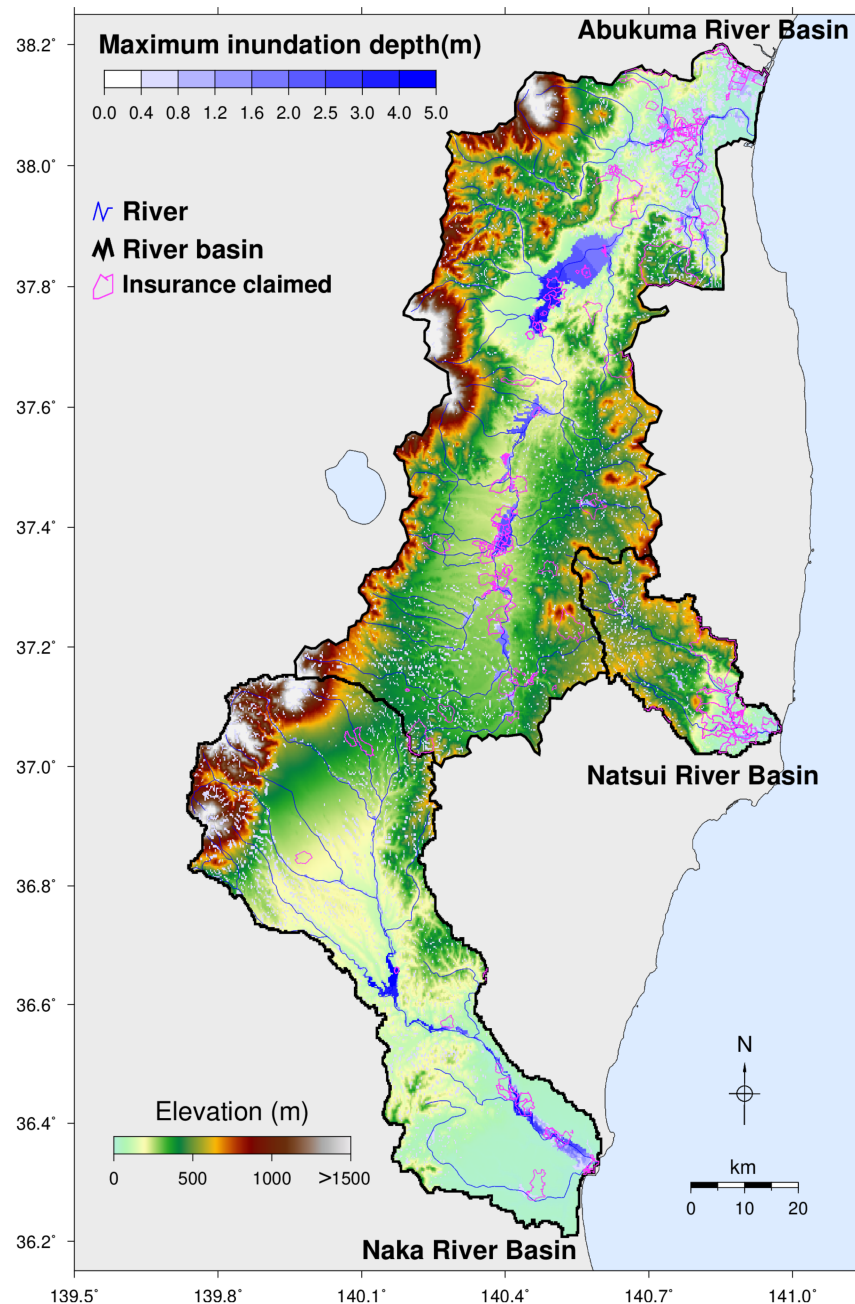 Abukuma River Basin
Maximum inundation depth(m)
0.0 0.4 0.8 1.2 1.6 2.0 2.5 3.0 4.0 5.0
River
River basin
Insurance claimed
38.2°
38.0°
37.8°
37.6°
37.4°
37.2°
37.0°
36.8°
36.6°
36.4°
36.2°
Natsui River Basin
N
Elevation (m)
0 500 1000 >1500
km
0 10 20
Naka River Basin
139.5° 139.8° 140.1° 140.4° 140.7° 141.0°